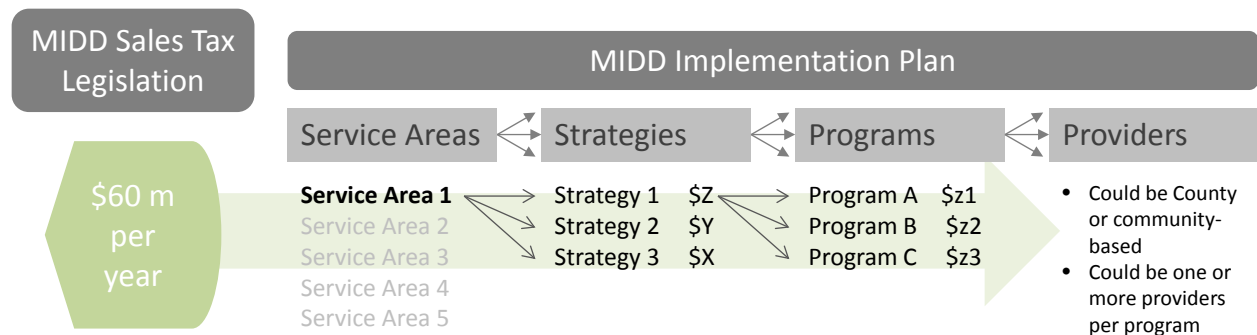 MIDD Sales Tax
Legislation
MIDD Implementation Plan
Service Areas
Strategies
Programs
Providers
$60 m
per
year
Service Area 1
Service Area 2
Service Area 3
Service Area 4
Service Area 5
Strategy 1 $Z
Strategy 2 $Y
Strategy 3 $X
Program A $z1
Program B $z2
Program C $z3
• Could be County
or community-
based
• Could be one or
more providers
per program